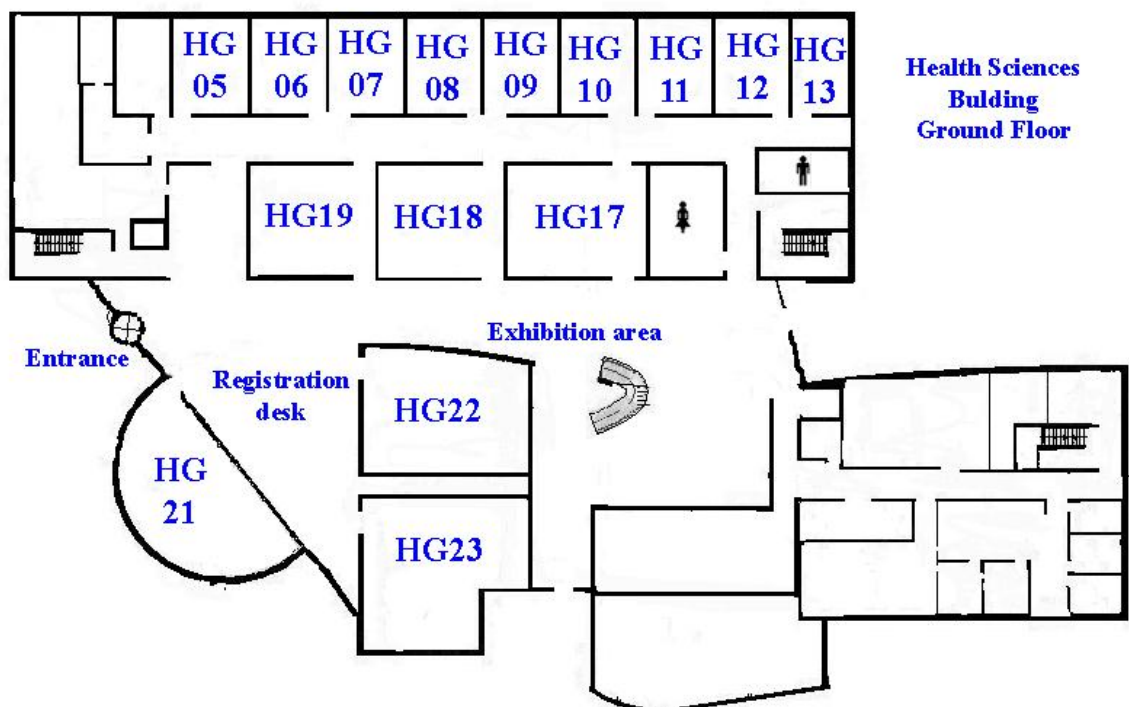 HG
05
HG
06
HG
07
HG
08
HG
09
HG
10
HG
11
HG
12
HG
13
Health Sciences
Bulding
Ground Floor
HG19
HG18
HG17
Exhibition area
Entrance
Registration
desk
HG22
HG
21
HG23